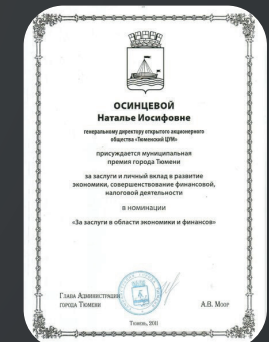 ОСИНЦЕВОЙ
Наталье Иосифовне
генеральному директору открытого акционерного
общества «Тюменский ЦУМ»
присуждается муниципальная
премия города Тюмени
за заслуги и личный вклад в развитие
экономики, совершенствование финансовой,
налоговой деятельности
в номинации
«За заслуги в области экономики и финансов»
Глава Администрации
города Тюмени
А.В. Моор
Тюмень, 2011